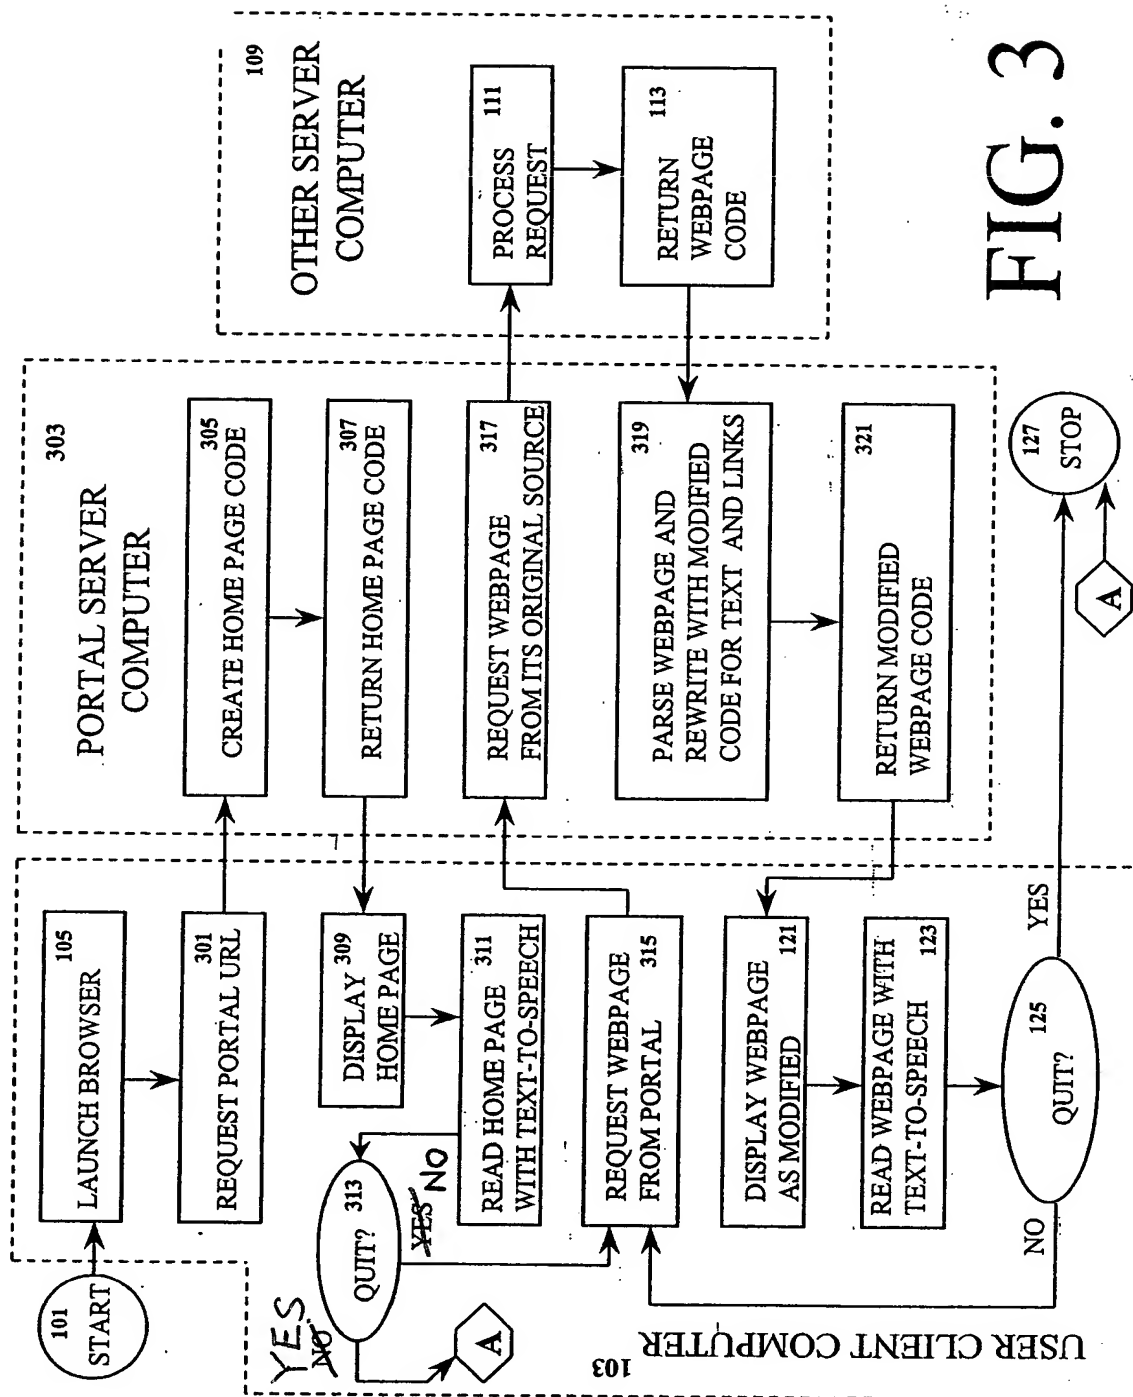 101
START
105
LAUNCH BROWSER
301
REQUEST PORTAL URL
303
PORTAL SERVER
COMPUTER
305
CREATE HOME PAGE CODE
307
RETURN HOME PAGE CODE
309
DISPLAY
HOME PAGE
311
READ HOME PAGE
WITH TEXT-TO-SPEECH
313
QUIT?
YES
NO
YES
NO
A
315
REQUEST WEBPAGE
FROM PORTAL
317
REQUEST WEBPAGE
FROM ITS ORIGINAL SOURCE
109
OTHER SERVER
COMPUTER
111
PROCESS
REQUEST
113
RETURN
WEBPAGE
CODE
319
PARSE WEBPAGE AND
REWRITE WITH MODIFIED
CODE FOR TEXT AND LINKS
321
RETURN MODIFIED
WEBPAGE CODE
121
DISPLAY WEBPAGE
AS MODIFIED
123
READ WEBPAGE WITH
TEXT-TO-SPEECH
125
QUIT?
NO
YES
127
STOP
A
103
USER CLIENT COMPUTER
FIG. 3